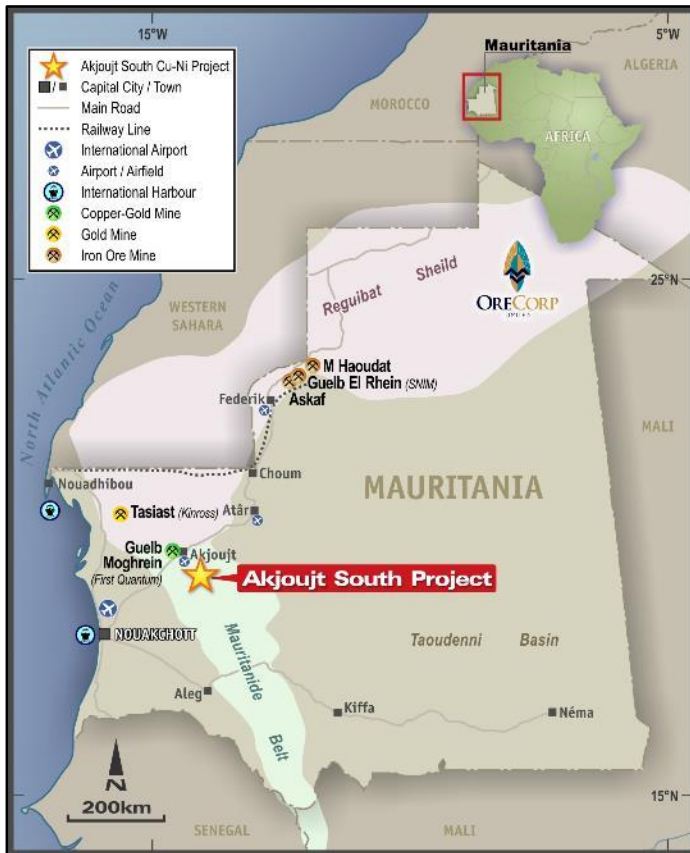 15°W
5°W
Akjoujt South Cu-Ni Project
/ Capital City / Town
Main Road
Railway Line
International Airport
Airport / Airfield
International Harbour
Copper-Gold Mine
Gold Mine
Iron Ore Mine
Mauritania
ALGERIA
MOROCCO
AFRICA
25°N
Reguibat Sheild
ORECORP
LIMITED
WESTERN
SAHARA
North Atlantic Ocean
M Haoudat
Guelb El Rhein (SNIM)
Askaf
Federik
MALI
Choum
Nouadhibou
MAURITANIA
Tasiast (Kinross)
Atâr
Guelb
Moghrein
(First Quantum)
Akjoujt
Akjoujt South Project
NOUAKCHOTT
Taoudenni Basin
Mauritanide
Belt
Aleg
Kiffa
Néma
N
200km
15°N
SENEGAL
MALI